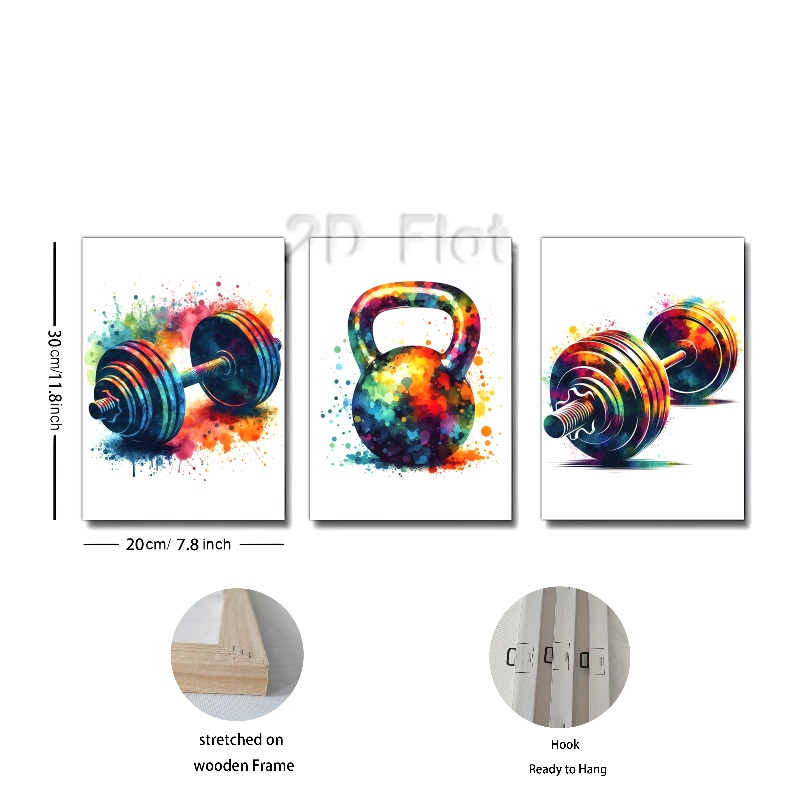 2D Flat
30cm/11.8inch
20cm/ 7.8 inch
stretched on
wooden Frame
Hook
Ready to Hang